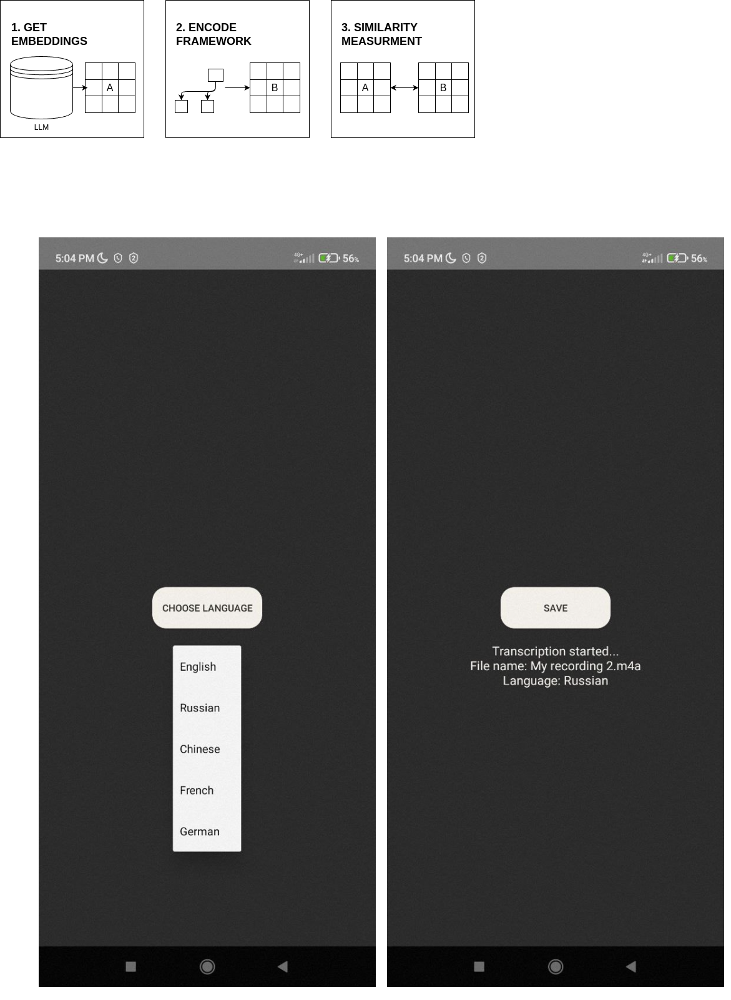 1. GET
EMBEDDINGS
A
LLM
2. ENCODE
FRAMEWORK
B
3. SIMILARITY
MEASURMENT
A
B
5:04 PM
2
4G+
56%
CHOOSE LANGUAGE
English
Russian
Chinese
French
German
5:04 PM
2
4G+
56%
SAVE
Transcription started...
File name: My recording 2.m4a
Language: Russian